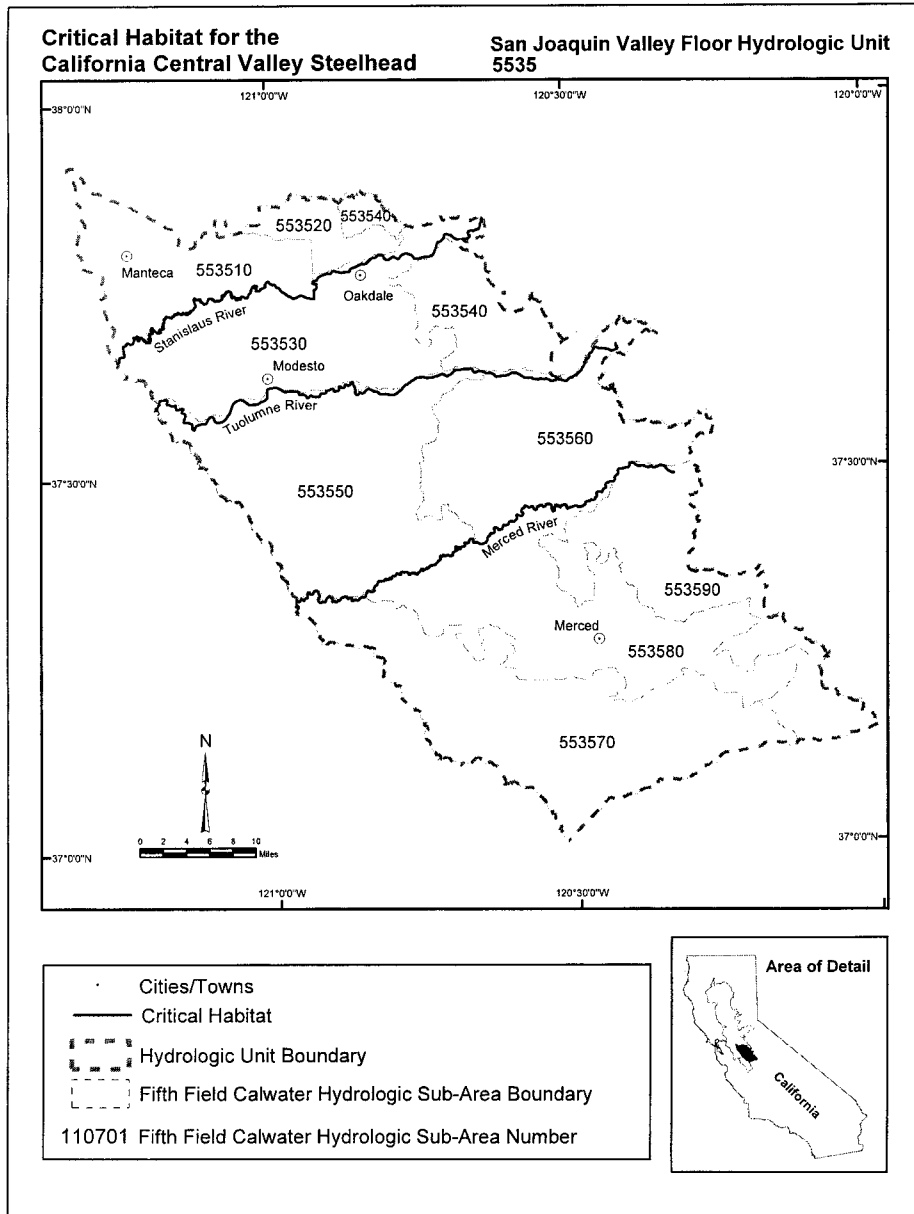 Critical Habitat for the
California Central Valley Steelhead
San Joaquin Valley Floor Hydrologic Unit
5535
121°0'0"W
120°30'0"W
120°0'0"W
38°0'0"N
553520
553540
Manteca
553510
Oakdale
553540
Stanislaus River
553530
Modesto
Tuolumne River
553560
37°30'0"N
37°30'0"N
553550
Merced River
553590
Merced
553580
553570
N
0 2 4 6 8 10
Miles
37°0'0"N
37°0'0"N
121°0'0"W
120°30'0"W
Cities/Towns
Critical Habitat
Hydrologic Unit Boundary
Fifth Field Calwater Hydrologic Sub-Area Boundary
110701 Fifth Field Calwater Hydrologic Sub-Area Number
Area of Detail
California